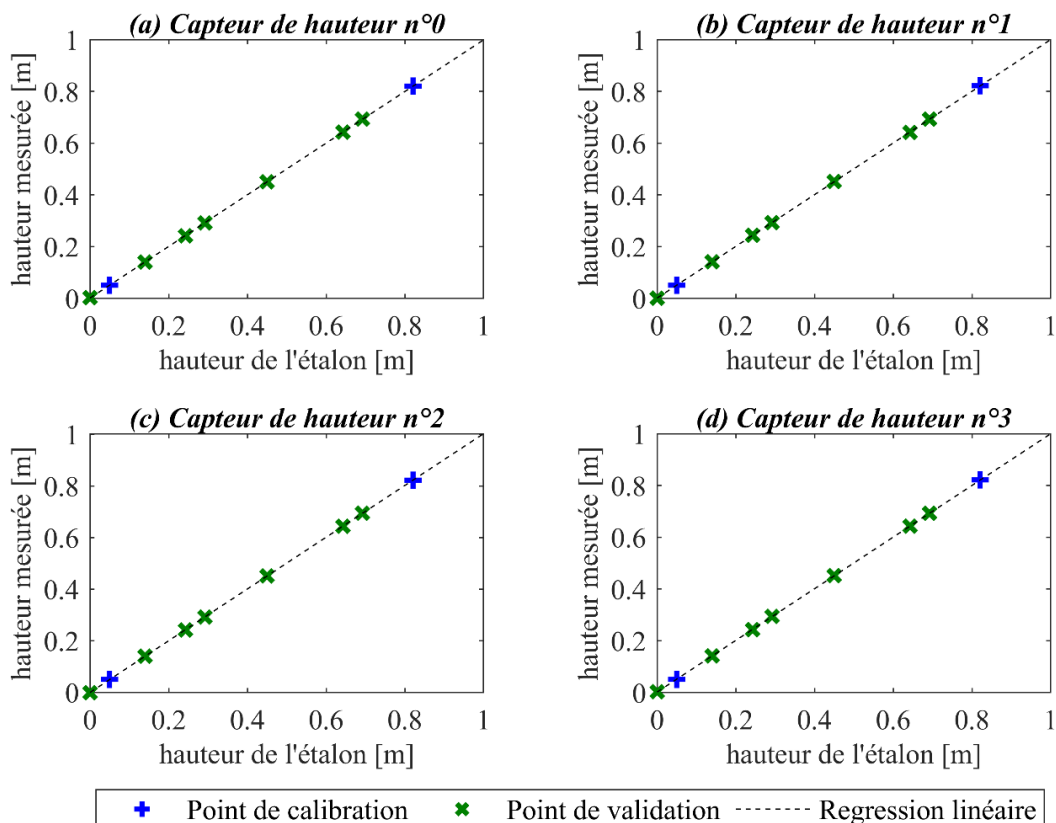 (a) Capteur de hauteur n°0
hauteur mesurée [m]
1
0.8
0.6
0.4
0.2
0
0 0.2 0.4 0.6 0.8 1
hauteur de l'étalon [m]
(b) Capteur de hauteur n°1
hauteur mesurée [m]
1
0.8
0.6
0.4
0.2
0
0 0.2 0.4 0.6 0.8 1
hauteur de l'étalon [m]
(c) Capteur de hauteur n°2
hauteur mesurée [m]
1
0.8
0.6
0.4
0.2
0
0 0.2 0.4 0.6 0.8 1
hauteur de l'étalon [m]
(d) Capteur de hauteur n°3
hauteur mesurée [m]
1
0.8
0.6
0.4
0.2
0
0 0.2 0.4 0.6 0.8 1
hauteur de l'étalon [m]
Point de calibration Point de validation Regression linéaire